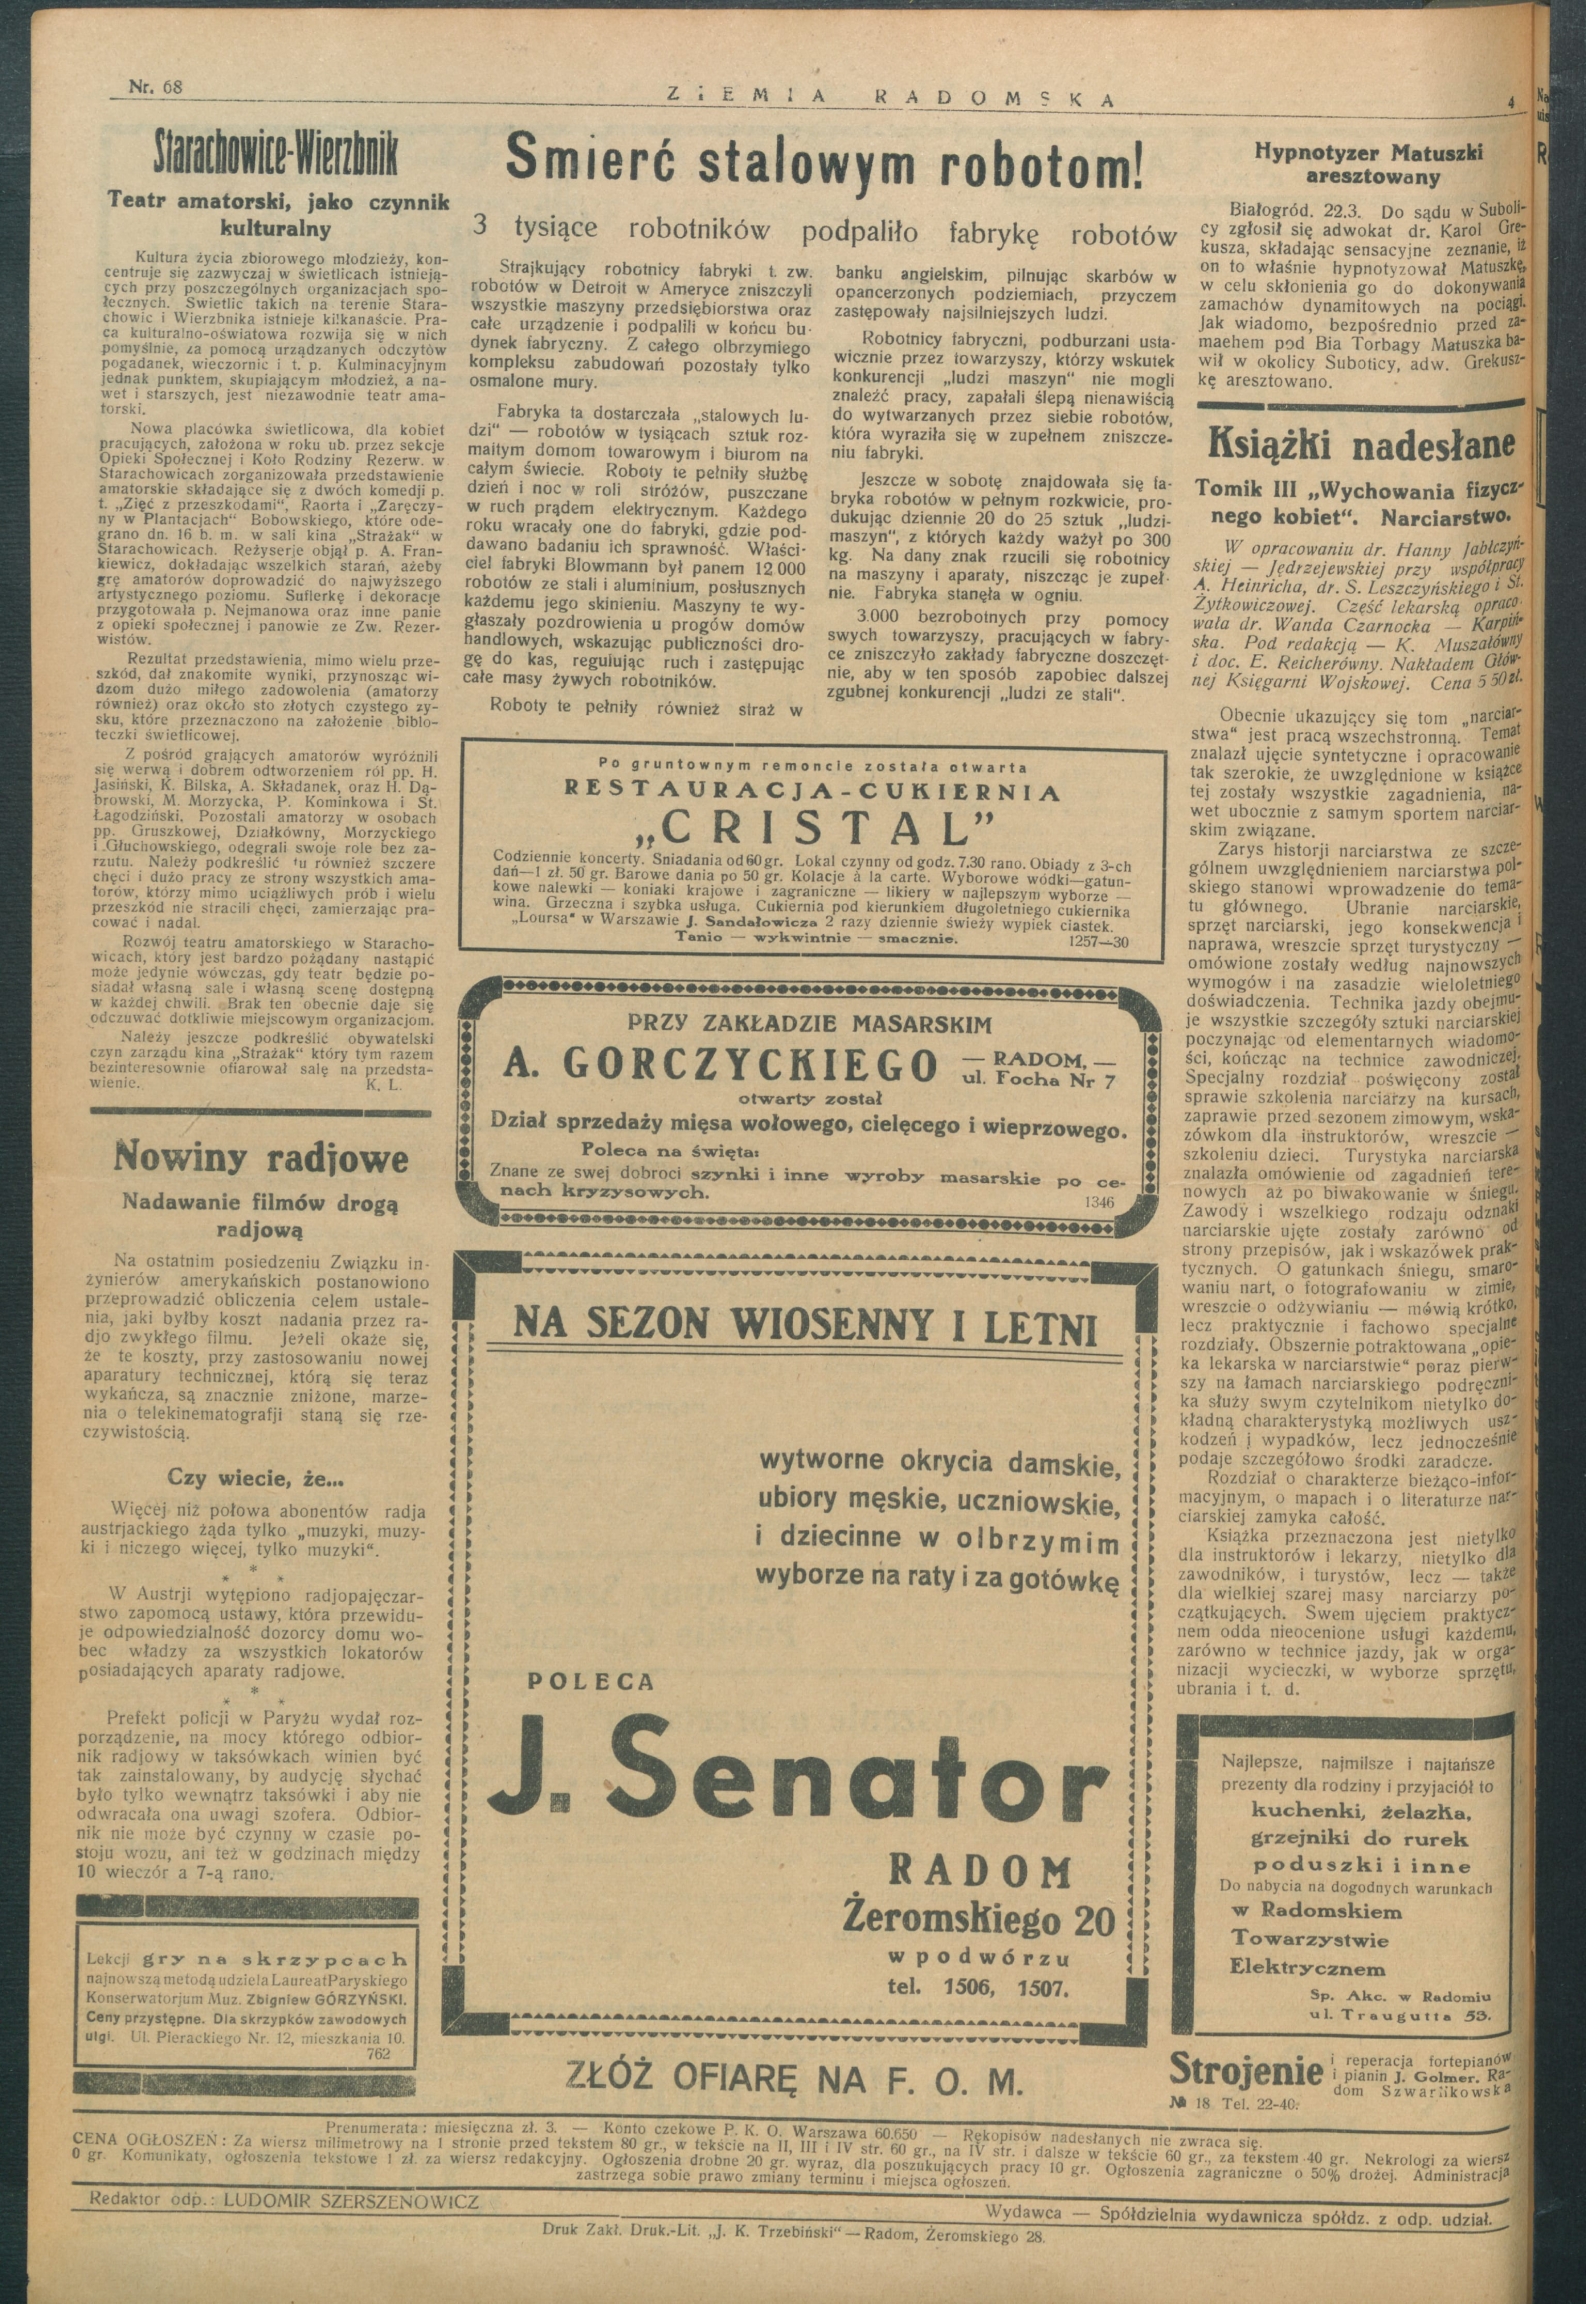 Nr. 68
ZIEMIA RADOMSKA
4
Starachowice-Wierzbnik
Teatr amatorski, jako czynnik
kulturalny
Kultura życia zbiorowego młodzieży, kon-
centruje się zazwyczaj w świetlicach istnieją-
cych przy poszczególnych organizacjach spo-
łecznych. Swietlic takich na terenie Stara-
chowic i Wierzbnika istnieje kilkanaście. Pra-
ca kulturalno-oświatowa rozwija się w nich
pomyślnie, za pomocą urządzanych odczytów
pogadanek, wieczornic i t. p. Kulminacyjnym
jednak punktem, skupiającym młodzież, a na-
wet i starszych, jest niezawodnie teatr ama-
torski.
Nowa placówka świetlicowa, dla kobiet
pracujących, założona w roku ub. przez sekcje
Opieki Społecznej i Koło Rodziny Rezerw. w
Starachowicach zorganizowała przedstawienie
amatorskie składające się z dwóch komedji p.
t. „Zięć z przeszkodami", Raorta i „Zaręczy-
ny w Plantacjach" Bobowskiego, które ode-
grano dn. 16 b. m. w sali kina „Strażak" w
Starachowicach. Reżyserje objął p. A. Fran-
kiewicz, dokładając wszelkich starań, ażeby
grę amatorów doprowadzić do najwyższego
artystycznego poziomu. Suflerkę i dekoracje
przygotowała p. Nejmanowa oraz inne panie
z opieki społecznej i panowie ze Zw. Rezer-
wistów.
Rezultat przedstawienia, mimo wielu prze-
szkód, dał znakomite wyniki, przynosząc wi-
dzom dużo miłego zadowolenia (amatorzy
również) oraz około sto złotych czystego zy-
sku, które przeznaczono na założenie biblo-
teczki świetlicowej.
Z pośród grających amatorów wyróżnili
się werwą i dobrem odtworzeniem ról pp. H.
Jasiński, K. Bilska, A. Składanek, oraz H. Dą-
browski, M. Morzycka, P. Kominkowa i St.
Łagodziński. Pozostali amatorzy w osobach
pp. Gruszkowej, Działkówny, Morzyckiego
i Głuchowskiego, odegrali swoje role bez za-
rzutu. Należy podkreślić tu również szczere
chęci i dużo pracy ze strony wszystkich ama-
torów, którzy mimo uciążliwych prób i wielu
przeszkód nie stracili chęci, zamierzając pra-
cować i nadal.
Rozwój teatru amatorskiego w Staracho-
wicach, który jest bardzo pożądany nastąpić
może jedynie wówczas, gdy teatr będzie po-
siadał własną sale i własną scenę dostępną
w każdej chwili. Brak ten obecnie daje się
odczuwać dotkliwie miejscowym organizacjom.
Należy jeszcze podkreślić obywatelski
czyn zarządu kina „Strażak" który tym razem
bezinteresownie ofiarował salę na przedsta-
wienie. K. L.
Nowiny radjowe
Nadawanie filmów drogą
radjową
Na ostatnim posiedzeniu Związku in-
żynierów amerykańskich postanowiono
przeprowadzić obliczenia celem ustale-
nia, jaki byłby koszt nadania przez ra-
djo zwykłego filmu. Jeżeli okaże się,
że te koszty, przy zastosowaniu nowej
aparatury technicznej, którą się teraz
wykańcza, są znacznie zniżone, marze-
nia o telekinematografji staną się rze-
czywistością.
Czy wiecie, że...
Więcej niż połowa abonentów radja
austrjackiego żąda tylko „muzyki, muzy-
ki i niczego więcej, tylko muzyki".
* * *
W Austrji wytępiono radjopajęczar-
stwo zapomocą ustawy, która przewidu-
je odpowiedzialność dozorcy domu wo-
bec władzy za wszystkich lokatorów
posiadających aparaty radjowe.
* * *
Prefekt policji w Paryżu wydał roz-
porządzenie, na mocy którego odbior-
nik radjowy w taksówkach winien być
tak zainstalowany, by audycję słychać
było tylko wewnątrz taksówki i aby nie
odwracała ona uwagi szofera. Odbior-
nik nie może być czynny w czasie po-
stoju wozu, ani też w godzinach między
10 wieczór a 7-ą rano.
Lekcji gry na skrzypcach
najnowszą metodą udziela Laureat Paryskiego
Konserwatorjum Muz. Zbigniew GÓRZYŃSKI.
Ceny przystępne. Dla skrzypków zawodowych
ulgi. Ul. Pierackiego Nr. 12, mieszkania 10.
762
Smierć stalowym robotom!
3 tysiące robotników podpaliło fabrykę robotów
Strajkujący robotnicy fabryki t. zw.
robotów w Detroit w Ameryce zniszczyli
wszystkie maszyny przedsiębiorstwa oraz
całe urządzenie i podpalili w końcu bu-
dynek fabryczny. Z całego olbrzymiego
kompleksu zabudowań pozostały tylko
osmalone mury.
Fabryka ta dostarczała „stalowych lu-
dzi" — robotów w tysiącach sztuk roz-
maitym domom towarowym i biurom na
całym świecie. Roboty te pełniły służbę
dzień i noc w roli stróżów, puszczane
w ruch prądem elektrycznym. Każdego
roku wracały one do fabryki, gdzie pod-
dawano badaniu ich sprawność. Właści-
ciel fabryki Blowmann był panem 12 000
robotów ze stali i aluminium, posłusznych
każdemu jego skinieniu. Maszyny te wy-
głaszały pozdrowienia u progów domów
handlowych, wskazując publiczności dro-
gę do kas, regulując ruch i zastępując
całe masy żywych robotników.
Roboty te pełniły również straż w
banku angielskim, pilnując skarbów w
opancerzonych podziemiach, przyczem
zastępowały najsilniejszych ludzi.
Robotnicy fabryczni, podburzani usta-
wicznie przez towarzyszy, którzy wskutek
konkurencji „ludzi maszyn" nie mogli
znaleźć pracy, zapałali ślepą nienawiścią
do wytwarzanych przez siebie robotów,
która wyraziła się w zupełnem zniszcze-
niu fabryki.
Jeszcze w sobotę znajdowała się fa-
bryka robotów w pełnym rozkwicie, pro-
dukując dziennie 20 do 25 sztuk „ludzi-
maszyn", z których każdy ważył po 300
kg. Na dany znak rzucili się robotnicy
na maszyny i aparaty, niszcząc je zupeł-
nie. Fabryka stanęła w ogniu.
3.000 bezrobotnych przy pomocy
swych towarzyszy, pracujących w fabry-
ce zniszczyło zakłady fabryczne doszczęt-
nie, aby w ten sposób zapobiec dalszej
zgubnej konkurencji „ludzi ze stali".
Po gruntownym remoncie została otwarta
RESTAURACJA-CUKIERNIA
„CRISTAL”
Codziennie koncerty. Sniadania od 60 gr. Lokal czynny od godz. 7.30 rano. Obiady z 3-ch
dań—1 zł. 50 gr. Barowe dania po 50 gr. Kolacje à la carte. Wyborowe wódki—gatun-
kowe nalewki — koniaki krajowe i zagraniczne — likiery w najlepszym wyborze —
wina. Grzeczna i szybka usługa. Cukiernia pod kierunkiem długoletniego cukiernika
„Loursa" w Warszawie J. Sandałowicza 2 razy dziennie świeży wypiek ciastek.
Tanio — wykwintnie — smacznie. 1257—30
PRZY ZAKŁADZIE MASARSKIM
A. GORCZYCKIEGO — RADOM, —
ul. Focha Nr 7
otwarty został
Dział sprzedaży mięsa wołowego, cielęcego i wieprzowego.
Poleca na święta:
Znane ze swej dobroci szynki i inne wyroby masarskie po ce-
nach kryzysowych. 1346
NA SEZON WIOSENNY I LETNI
wytworne okrycia damskie,
ubiory męskie, uczniowskie,
i dziecinne w olbrzymim
wyborze na raty i za gotówkę
POLECA
J. Senator
RADOM
Żeromskiego 20
w podwórzu
tel. 1506, 1507.
ZŁÓŻ OFIARĘ NA F. O. M.
Hypnotyzer Matuszki
aresztowany
Białogród. 22.3. Do sądu w Suboli-
cy zgłosił się adwokat dr. Karol Gre-
kusza, składając sensacyjne zeznanie, iż
on to właśnie hypnotyzował Matuszkę,
w celu skłonienia go do dokonywania
zamachów dynamitowych na pociągi.
Jak wiadomo, bezpośrednio przed za-
maehem pod Bia Torbagy Matuszka ba-
wił w okolicy Suboticy, adw. Grekusz-
kę aresztowano.
Książki nadesłane
Tomik III „Wychowania fizycz-
nego kobiet". Narciarstwo.
W opracowaniu dr. Hanny Jabłczyń-
skiej — Jędrzejewskiej przy współpracy
A. Heinricha, dr. S. Leszczyńskiego i St.
Żytkowiczowej. Część lekarską opraco-
wała dr. Wanda Czarnocka — Karpiń-
ska. Pod redakcją — K. Muszałówny
i doc. E. Reicherówny. Nakładem Głów-
nej Księgarni Wojskowej. Cena 5 50 zł.
Obecnie ukazujący się tom „narciar-
stwa" jest pracą wszechstronną. Temat
znalazł ujęcie syntetyczne i opracowanie
tak szerokie, że uwzględnione w książce
tej zostały wszystkie zagadnienia, na-
wet ubocznie z samym sportem narciar-
skim związane.
Zarys historji narciarstwa ze szcze-
gólnem uwzględnieniem narciarstwa pol-
skiego stanowi wprowadzenie do tema-
tu głównego. Ubranie narciarskie,
sprzęt narciarski, jego konsekwencja i
naprawa, wreszcie sprzęt turystyczny —
omówione zostały według najnowszych
wymogów i na zasadzie wieloletniego
doświadczenia. Technika jazdy obejmu-
je wszystkie szczegóły sztuki narciarskiej
poczynając od elementarnych wiadomo-
ści, kończąc na technice zawodniczej.
Specjalny rozdział poświęcony został
sprawie szkolenia narciarzy na kursach,
zaprawie przed sezonem zimowym, wska-
zówkom dla instruktorów, wreszcie —
szkoleniu dzieci. Turystyka narciarska
znalazła omówienie od zagadnień tere-
nowych aż po biwakowanie w śniegu.
Zawody i wszelkiego rodzaju odznaki
narciarskie ujęte zostały zarówno od
strony przepisów, jak i wskazówek prak-
tycznych. O gatunkach śniegu, smaro-
waniu nart, o fotografowaniu w zimie,
wreszcie o odżywianiu — mówią krótko,
lecz praktycznie i fachowo specjalne
rozdziały. Obszernie potraktowana „opie-
ka lekarska w narciarstwie" poraz pierw-
szy na łamach narciarskiego podręczni-
ka służy swym czytelnikom nietylko do-
kładną charakterystyką możliwych usz-
kodzeń i wypadków, lecz jednocześnie
podaje szczegółowo środki zaradcze.
Rozdział o charakterze bieżąco-infor-
macyjnym, o mapach i o literaturze nar-
ciarskiej zamyka całość.
Książka przeznaczona jest nietylko
dla instruktorów i lekarzy, nietylko dla
zawodników, i turystów, lecz — także
dla wielkiej szarej masy narciarzy po-
czątkujących. Swem ujęciem praktycz-
nem odda nieocenione usługi każdemu,
zarówno w technice jazdy, jak w orga-
nizacji wycieczki, w wyborze sprzętu,
ubrania i t. d.
Najlepsze, najmilsze i najtańsze
prezenty dla rodziny i przyjaciół to
kuchenki, żelazka,
grzejniki do rurek
poduszki i inne
Do nabycia na dogodnych warunkach
w Radomskiem
Towarzystwie
Elektrycznem
Sp. Akc. w Radomiu
ul. Traugutta 53.
Strojenie i reperacja fortepianów
i pianin J. Golmer. Ra-
dom Szwarlikowska
№ 18 Tel. 22-40.
Prenumerata: miesięczna zł. 3. — Konto czekowe P. K. O. Warszawa 60.650 — Rękopisów nadesłanych nie zwraca się.
CENA OGŁOSZEŃ: Za wiersz milimetrowy na 1 stronie przed tekstem 80 gr., w tekście na II, III i IV str. 60 gr., na IV str. i dalsze w tekście 60 gr., za tekstem 40 gr. Nekrologi za wiersz
0 gr. Komunikaty, ogłoszenia tekstowe 1 zł. za wiersz redakcyjny. Ogłoszenia drobne 20 gr. wyraz, dla poszukujących pracy 10 gr. Ogłoszenia zagraniczne o 50% drożej. Administracja
zastrzega sobie prawo zmiany terminu i miejsca ogłoszeń.
Redaktor odp.: LUDOMIR SZERSZENOWICZ
Wydawca — Spółdzielnia wydawnicza spółdz. z odp. udział.
Druk Zakł. Druk.-Lit. „J. K. Trzebiński" — Radom, Żeromskiego 28.